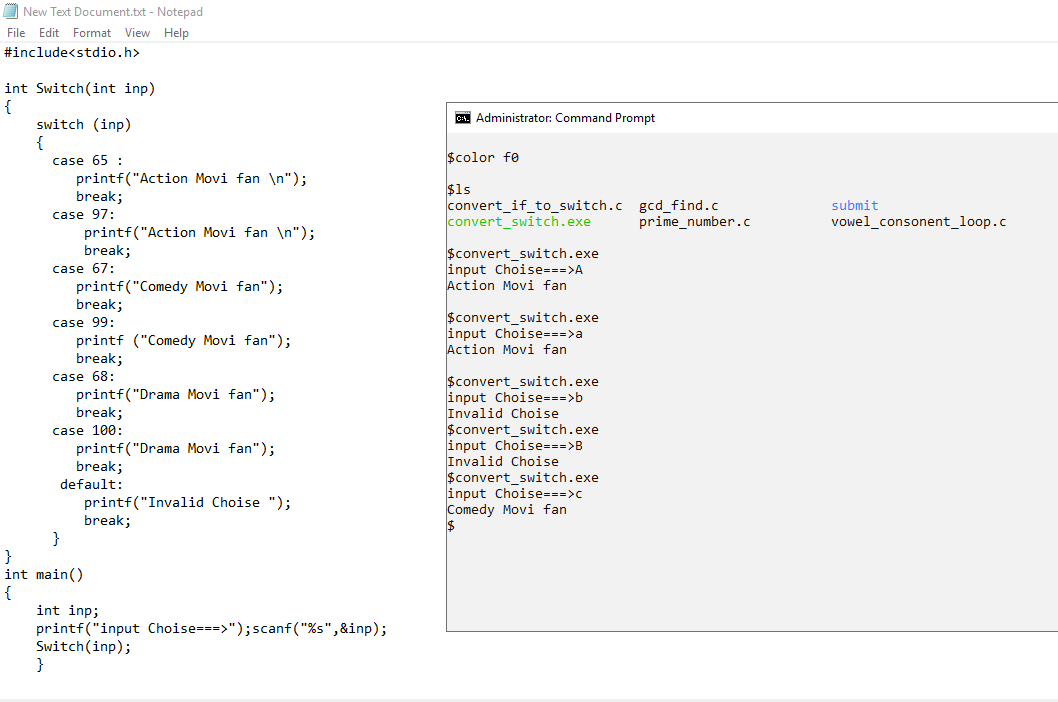 New Text Document.txt - Notepad
File Edit Format View Help
#include<stdio.h>
int Switch(int inp)
{
switch (inp)
{
case 65 :
printf("Action Movi fan \n");
break;
case 97:
printf("Action Movi fan \n");
break;
case 67:
printf("Comedy Movi fan");
break;
case 99:
printf ("Comedy Movi fan");
break;
case 68:
printf("Drama Movi fan");
break;
case 100:
printf("Drama Movi fan");
break;
default:
printf("Invalid Choise ");
break;
}
}
int main()
{
int inp;
printf("input Choise===>");scanf("%s",&inp);
Switch(inp);
}
Administrator: Command Prompt
$color f0
$ls
convert_if_to_switch.c gcd_find.c submit
convert_switch.exe prime_number.c vowel_consonent_loop.c
$convert_switch.exe
input Choise===>A
Action Movi fan
$convert_switch.exe
input Choise===>a
Action Movi fan
$convert_switch.exe
input Choise===>b
Invalid Choise
$convert_switch.exe
input Choise===>B
Invalid Choise
$convert_switch.exe
input Choise===>c
Comedy Movi fan
$